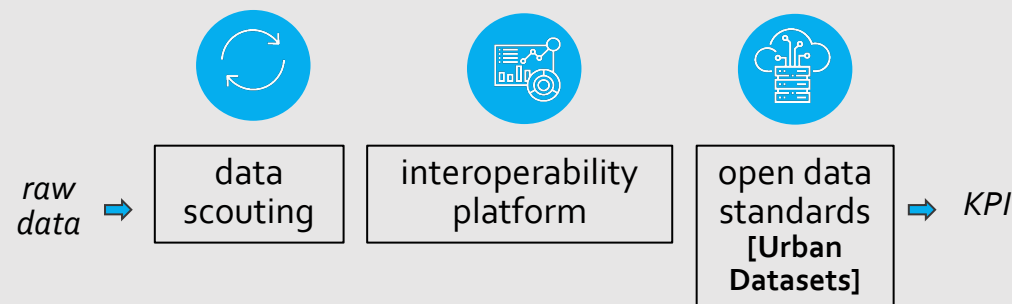 raw
data
data
scouting
interoperability
platform
open data
standards
[Urban
Datasets]
KPI